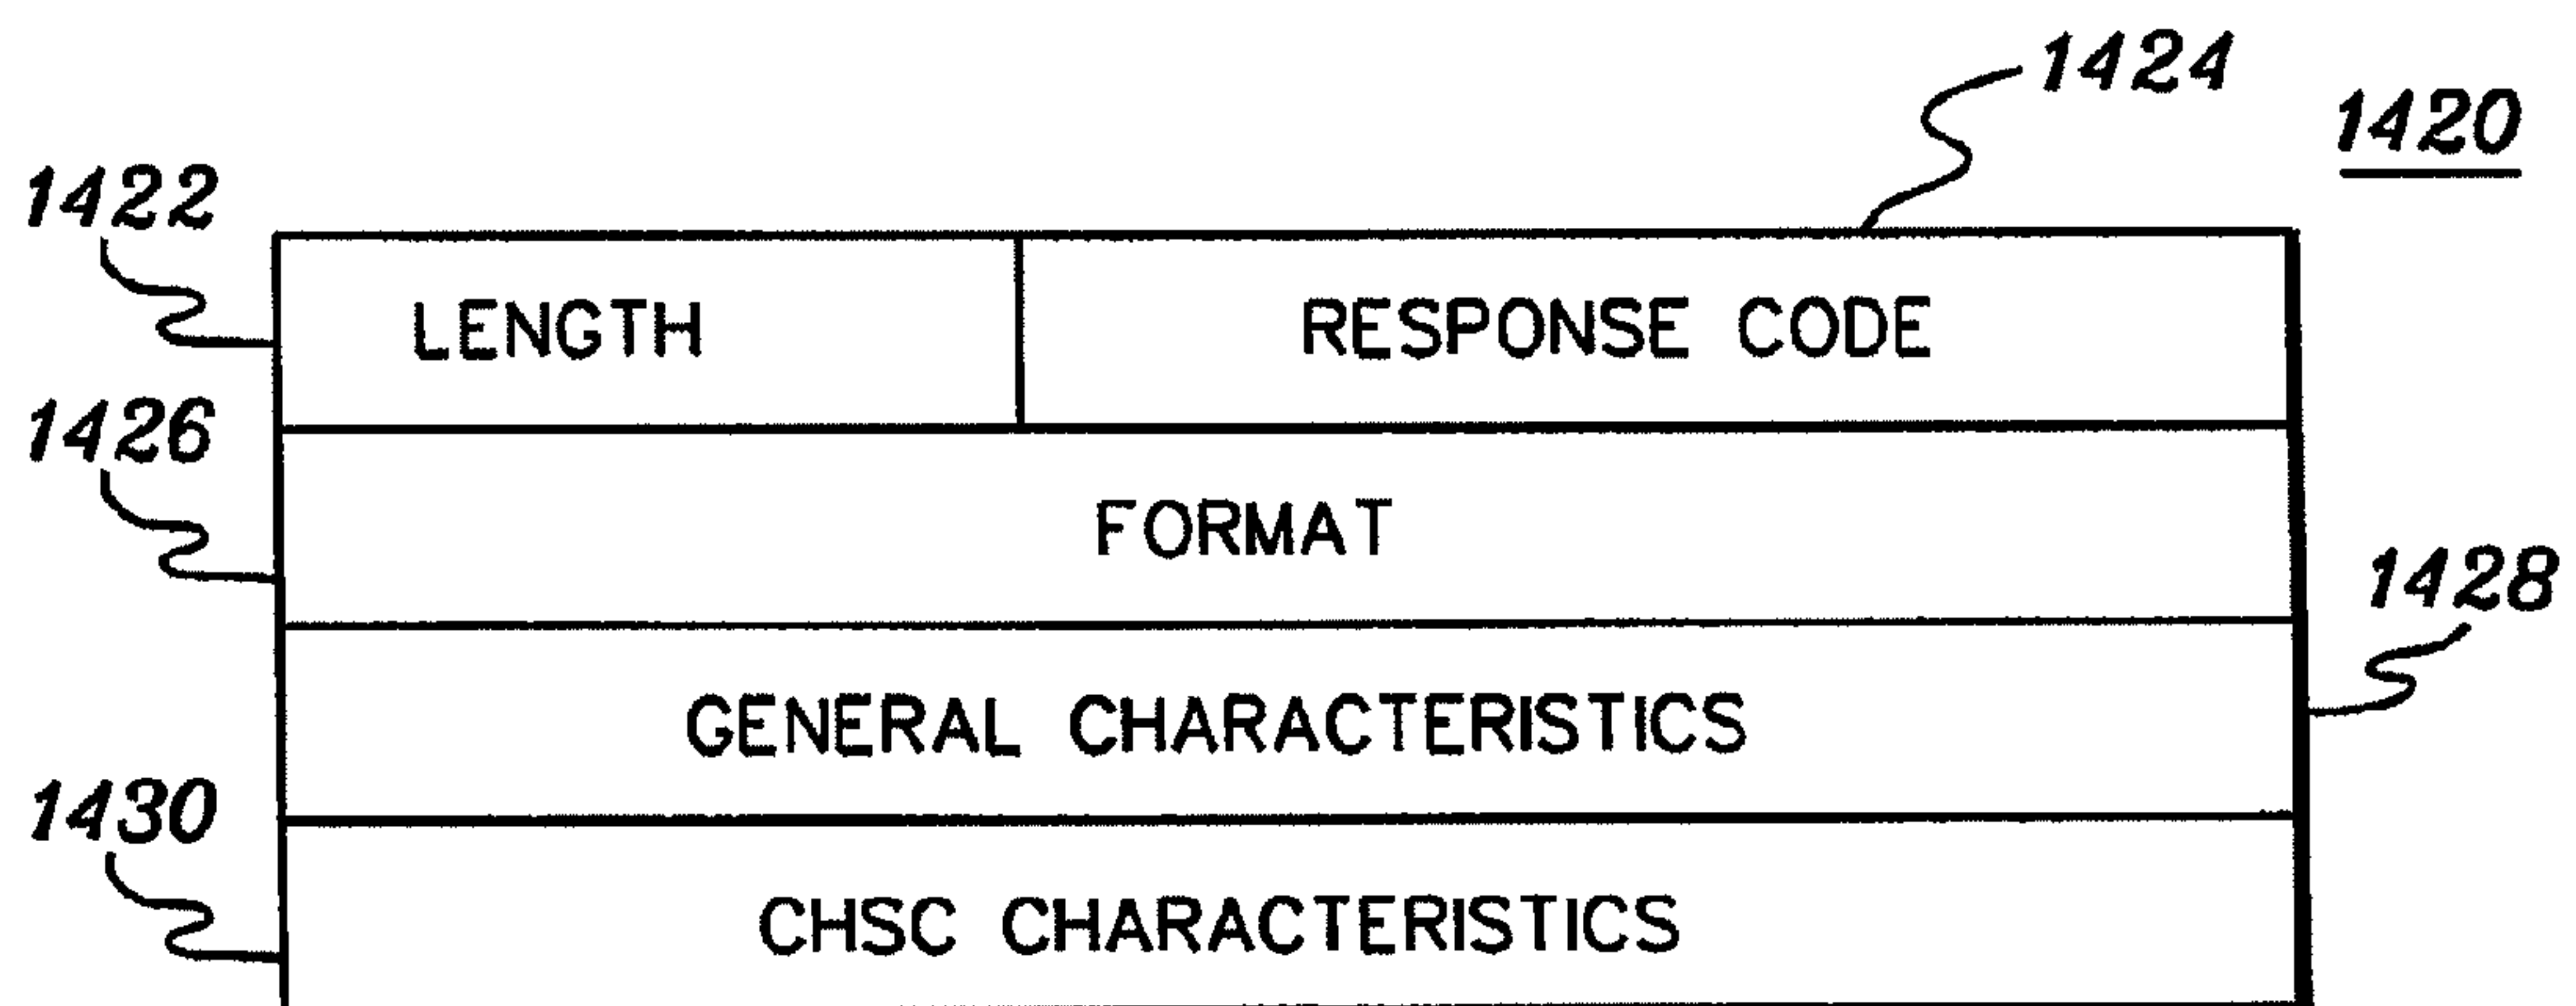 1424
1420
1422
LENGTH RESPONSE CODE
1426
FORMAT
1428
GENERAL CHARACTERISTICS
1430
CHSC CHARACTERISTICS